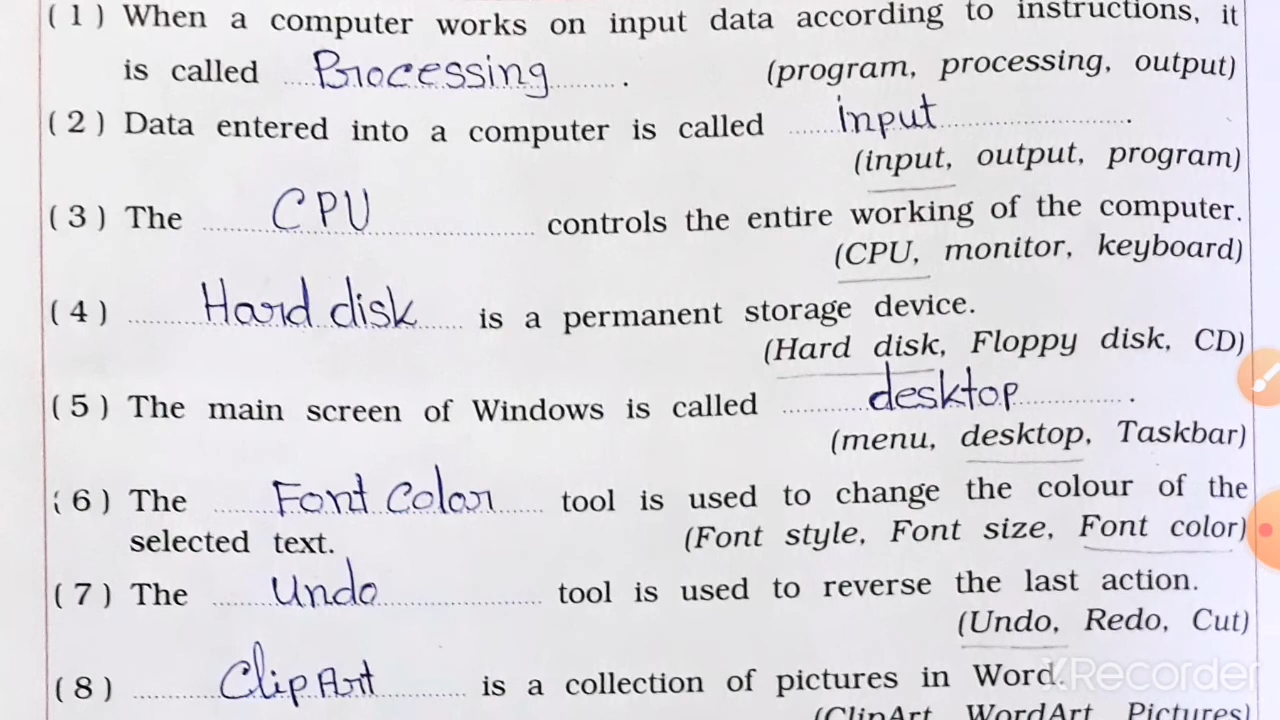 ( 1 ) When a computer works on input data according to instructions, it
is called Processing . (program, processing, output)
( 2 ) Data entered into a computer is called input .
(input, output, program)
( 3 ) The CPU controls the entire working of the computer.
(CPU, monitor, keyboard)
( 4 ) Hard disk is a permanent storage device.
(Hard disk, Floppy disk, CD)
( 5 ) The main screen of Windows is called desktop .
(menu, desktop, Taskbar)
( 6 ) The Font Color tool is used to change the colour of the
selected text. (Font style, Font size, Font color)
( 7 ) The Undo tool is used to reverse the last action.
(Undo, Redo, Cut)
( 8 ) Clip Art is a collection of pictures in Word.
XRecorder
(ClipArt, WordArt, Pictures)